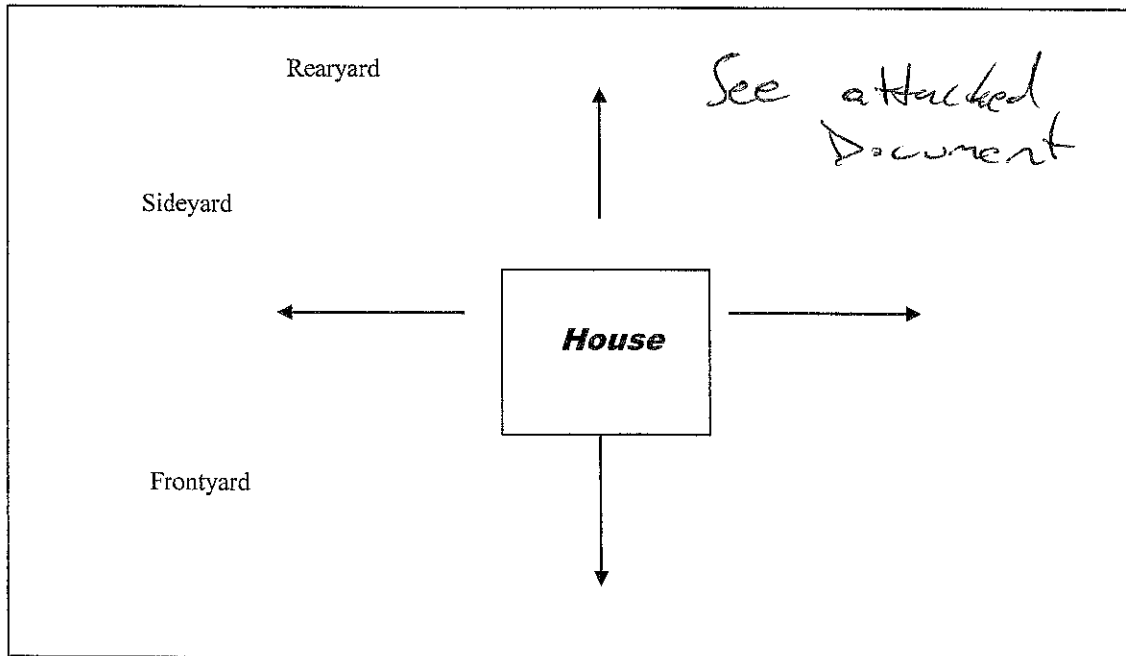 Rearyard
See attached
Document
Sideyard
House
Frontyard